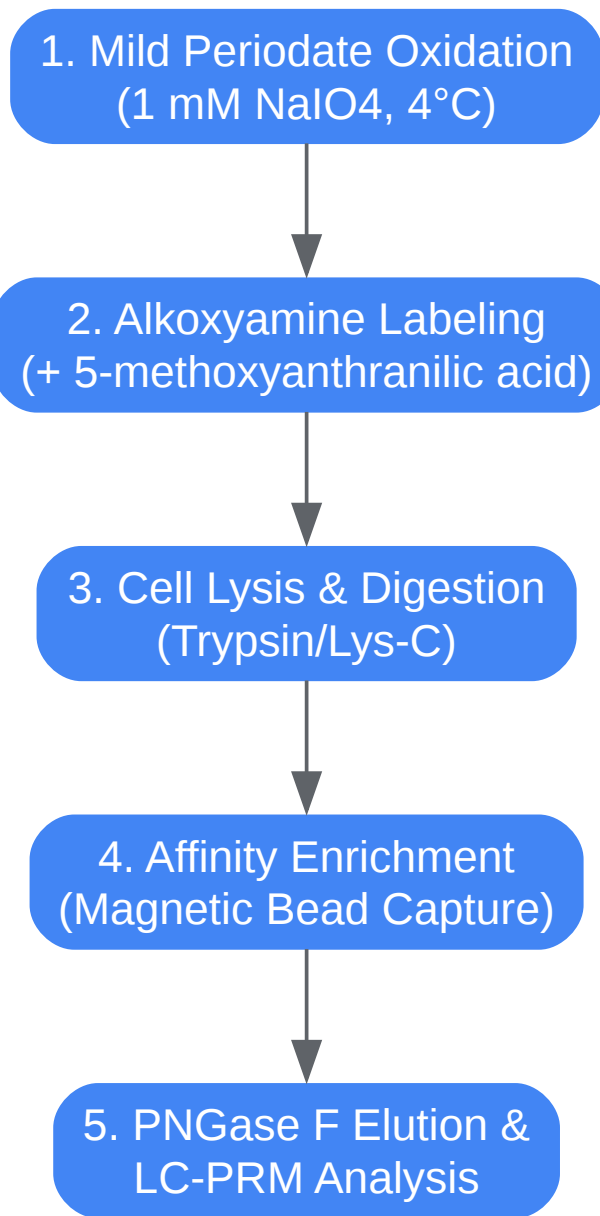 1. Mild Periodate Oxidation
(1 mM NaIO4, 4°C)
2. Alkoxyamine Labeling
(+ 5-methoxyanthranilic acid)
3. Cell Lysis & Digestion
(Trypsin/Lys-C)
4. Affinity Enrichment
(Magnetic Bead Capture)
5. PNGase F Elution &
LC-PRM Analysis